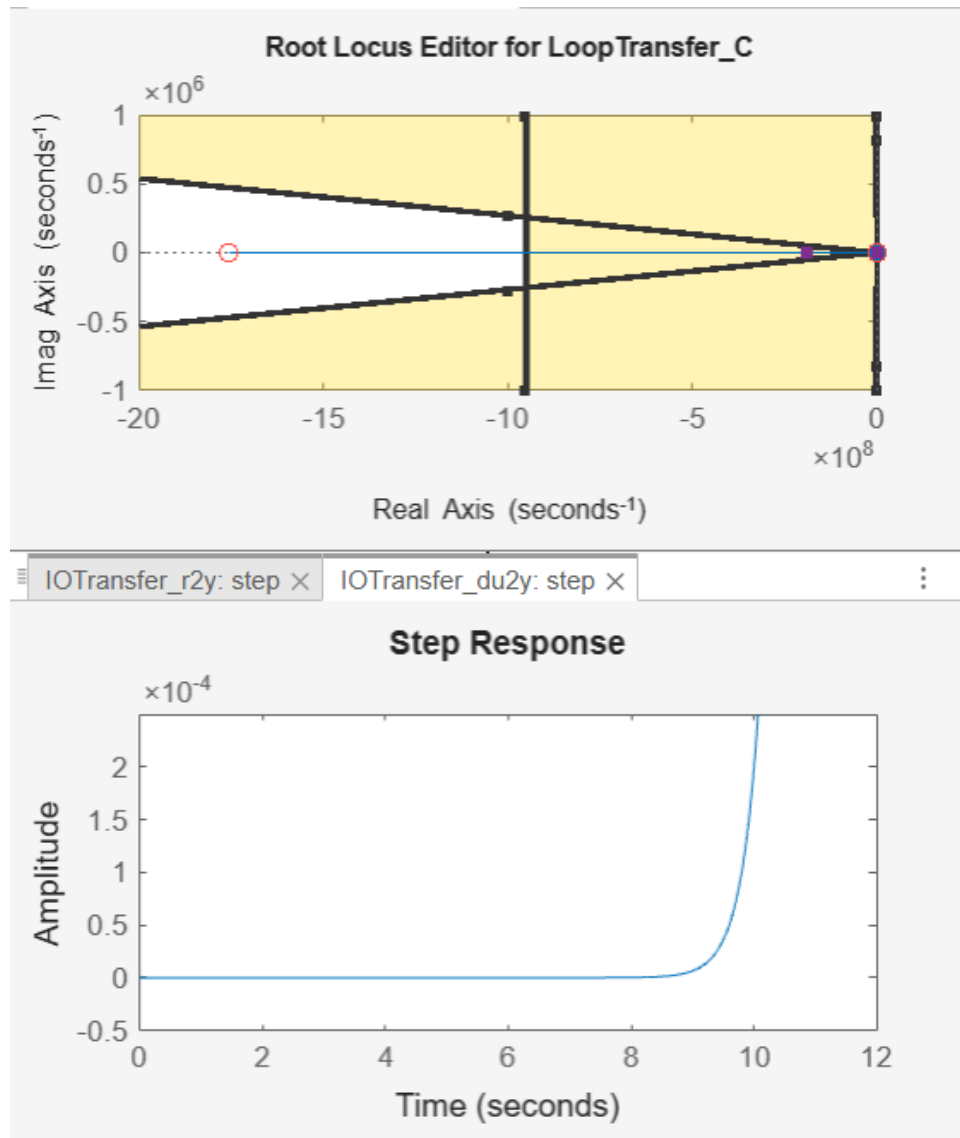 Root Locus Editor for LoopTransfer_C
×10⁶
1
0.5
0
-0.5
-1
Imag Axis (seconds⁻¹)
-20 -15 -10 -5 0
×10⁸
Real Axis (seconds⁻¹)
IOTransfer_r2y: step × IOTransfer_du2y: step ×
Step Response
×10⁻⁴
2
1.5
1
0.5
0
-0.5
Amplitude
0 2 4 6 8 10 12
Time (seconds)